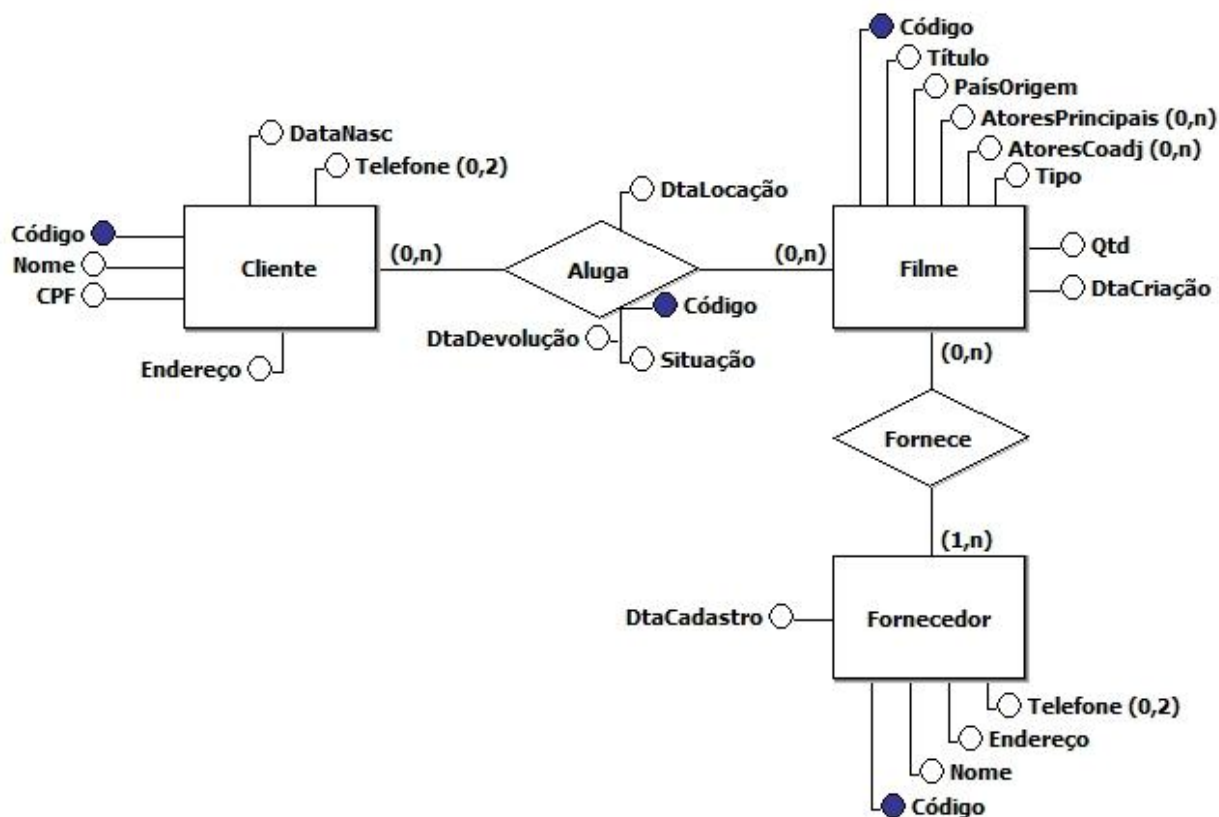 Código
Título
PaísOrigem
AtoresPrincipais (0,n)
AtoresCoadj (0,n)
Tipo
DataNasc
Telefone (0,2)
Código
Nome
CPF
Cliente
Endereço
(0,n)
DtaLocação
Aluga
(0,n)
Código
DtaDevolução
Situação
Filme
Qtd
DtaCriação
(0,n)
Fornece
(1,n)
DtaCadastro
Fornecedor
Telefone (0,2)
Endereço
Nome
Código